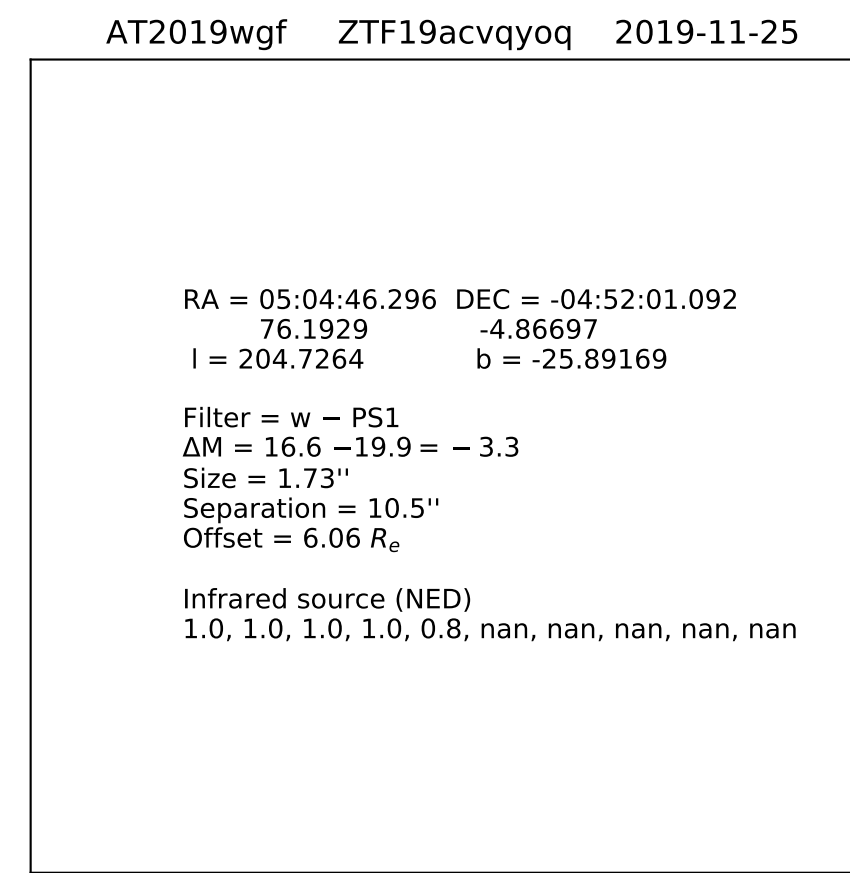 AT2019wgf ZTF19acvqyoq 2019-11-25
RA = 05:04:46.296 DEC = -04:52:01.092
76.1929 -4.86697
l = 204.7264 b = -25.89169
Filter = w − PS1
ΔM = 16.6 −19.9 = − 3.3
Size = 1.73''
Separation = 10.5''
Offset = 6.06 Re
Infrared source (NED)
1.0, 1.0, 1.0, 1.0, 0.8, nan, nan, nan, nan, nan